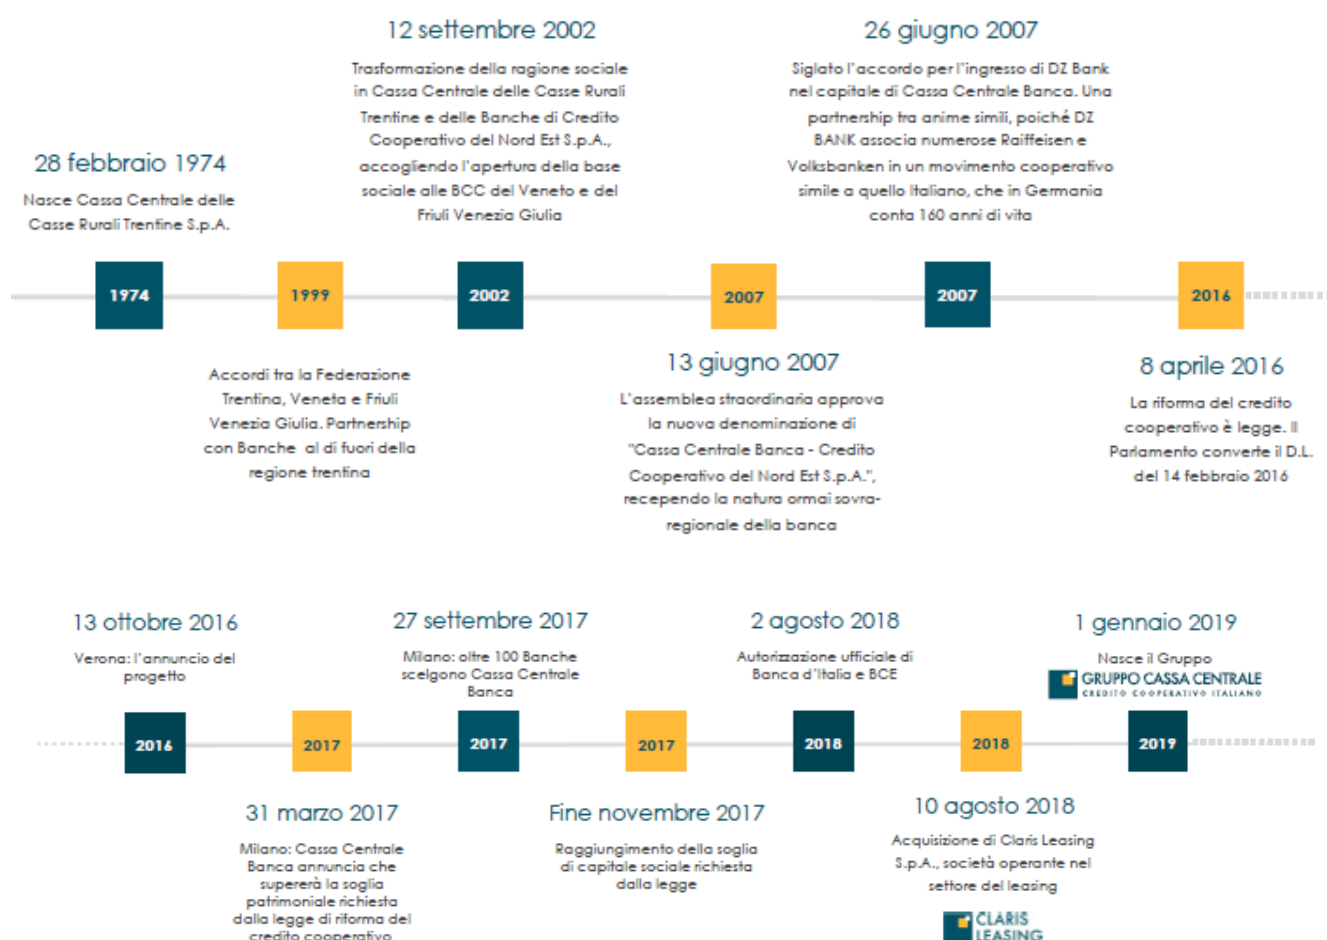 12 settembre 2002
Trasformazione della ragione sociale
in Cassa Centrale delle Casse Rurali
Trentine e delle Banche di Credito
Cooperativo del Nord Est S.p.A.,
accogliendo l'apertura della base
sociale alle BCC del Veneto e del
Friuli Venezia Giulia
26 giugno 2007
Siglato l'accordo per l'ingresso di DZ Bank
nel capitale di Cassa Centrale Banca. Una
partnership tra anime simili, poiché DZ
BANK associa numerose Raiffeisen e
Volksbanken in un movimento cooperativo
simile a quello Italiano, che in Germania
conta 160 anni di vita
28 febbraio 1974
Nasce Cassa Centrale delle
Casse Rurali Trentine S.p.A.
1974
1999
2002
2007
2007
2016
Accordi tra la Federazione
Trentina, Veneta e Friuli
Venezia Giulia. Partnership
con Banche al di fuori della
regione trentina
13 giugno 2007
L'assemblea straordinaria approva
la nuova denominazione di
"Cassa Centrale Banca - Credito
Cooperativo del Nord Est S.p.A.",
recependo la natura ormai sovra-
regionale della banca
8 aprile 2016
La riforma del credito
cooperativo è legge. Il
Parlamento converte il D.L.
del 14 febbraio 2016
13 ottobre 2016
Verona: l'annuncio del
progetto
27 settembre 2017
Milano: oltre 100 Banche
scelgono Cassa Centrale
Banca
2 agosto 2018
Autorizzazione ufficiale di
Banca d'Italia e BCE
1 gennaio 2019
Nasce il Gruppo
GRUPPO CASSA CENTRALE
CREDITO COOPERATIVO ITALIANO
2016
2017
2017
2017
2018
2018
2019
31 marzo 2017
Milano: Cassa Centrale
Banca annuncia che
supererà la soglia
patrimoniale richiesta
dalla legge di riforma del
credito cooperativo
Fine novembre 2017
Raggiungimento della soglia
di capitale sociale richiesta
dalla legge
10 agosto 2018
Acquisizione di Claris Leasing
S.p.A., società operante nel
settore del leasing
CLARIS
LEASING